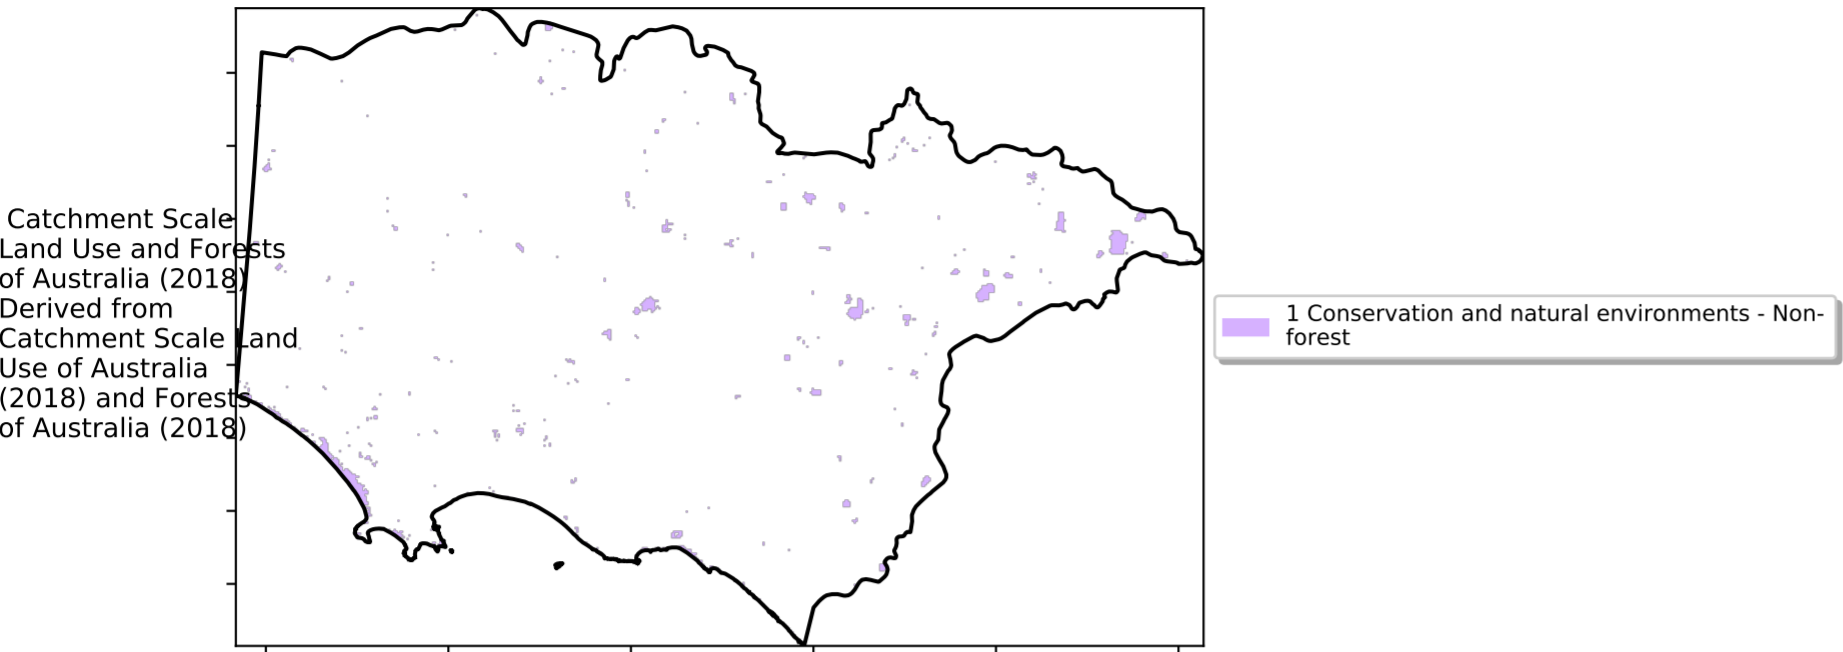 Catchment Scale
Land Use and Forests
of Australia (2018)
Derived from
Catchment Scale Land
Use of Australia
(2018) and Forests
of Australia (2018)
1 Conservation and natural environments - Non-
forest